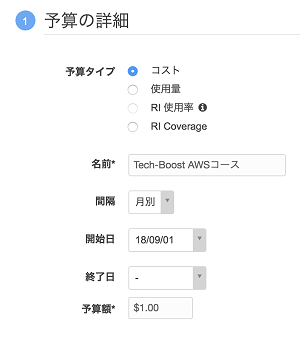 1 予算の詳細
予算タイプ コスト
使用量
RI 使用率
RI Coverage
名前* Tech-Boost AWSコース
間隔 月別
開始日 18/09/01
終了日 -
予算額* $1.00